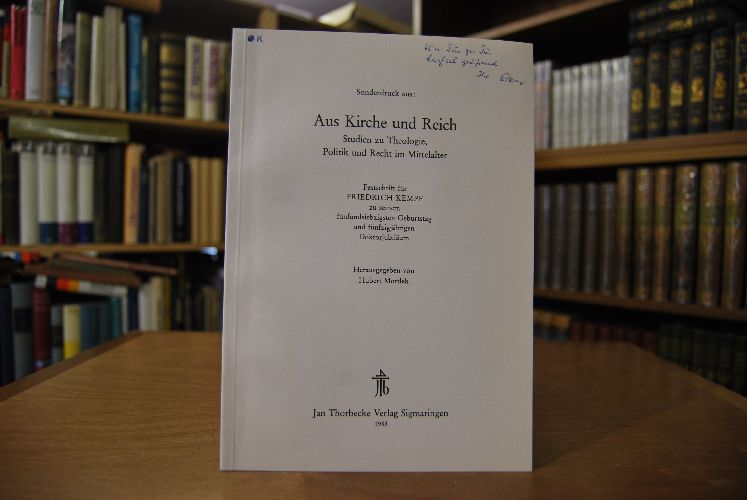 K
Sonderdruck aus:
Aus Kirche und Reich
Studien zu Theologie,
Politik und Recht im Mittelalter
Festschrift für
FRIEDRICH KEMPF
zu seinem
fünfundsiebzigsten Geburtstag
und fünfzigjährigen
Doktorjubiläum
Herausgegeben von
Hubert Mordek
Jan Thorbecke Verlag Sigmaringen
1983